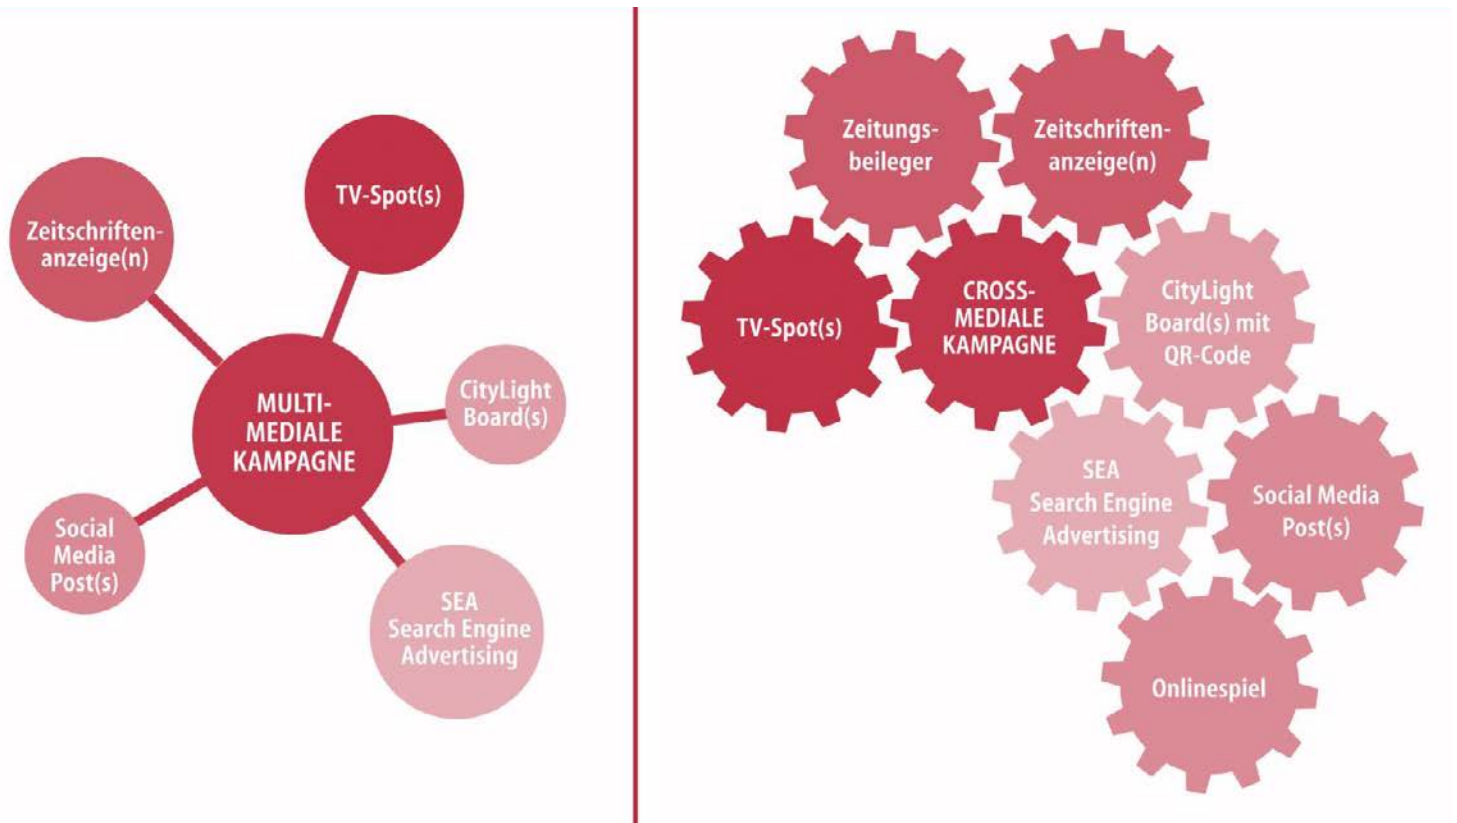 TV-Spot(s)
Zeitschriften-
anzeige(n)
MULTI-
MEDIALE
KAMPAGNE
CityLight
Board(s)
Social
Media
Post(s)
SEA
Search Engine
Advertising
Zeitungs-
beileger
Zeitschriften-
anzeige(n)
TV-Spot(s)
CROSS-
MEDIALE
KAMPAGNE
CityLight
Board(s) mit
QR-Code
SEA
Search Engine
Advertising
Social Media
Post(s)
Onlinespiel